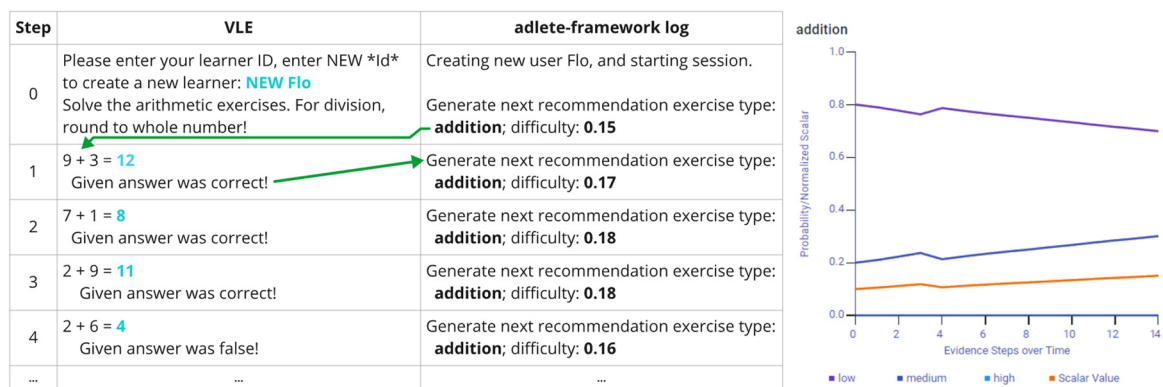 Step VLE adlete-framework log
0
Please enter your learner ID, enter NEW *Id*
to create a new learner: NEW Flo
Solve the arithmetic exercises. For division,
round to whole number!
Creating new user Flo, and starting session.
Generate next recommendation exercise type:
addition; difficulty: 0.15
1
9 + 3 = 12
Given answer was correct!
Generate next recommendation exercise type:
addition; difficulty: 0.17
2
7 + 1 = 8
Given answer was correct!
Generate next recommendation exercise type:
addition; difficulty: 0.18
3
2 + 9 = 11
Given answer was correct!
Generate next recommendation exercise type:
addition; difficulty: 0.18
4
2 + 6 = 4
Given answer was false!
Generate next recommendation exercise type:
addition; difficulty: 0.16
... ... ...
addition
Probability/Normalized Scalar
1.0
0.8
0.6
0.4
0.2
0.0
0 2 4 6 8 10 12 14
Evidence Steps over Time
low medium high Scalar Value